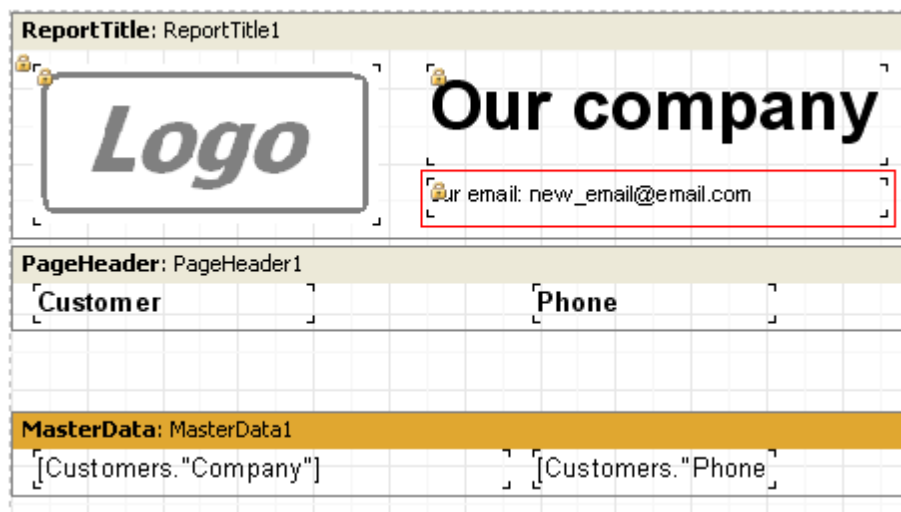 ReportTitle: ReportTitle1
Logo
Our company
ur email: new_email@email.com
PageHeader: PageHeader1
Customer Phone
MasterData: MasterData1
[Customers."Company"] [Customers."Phone